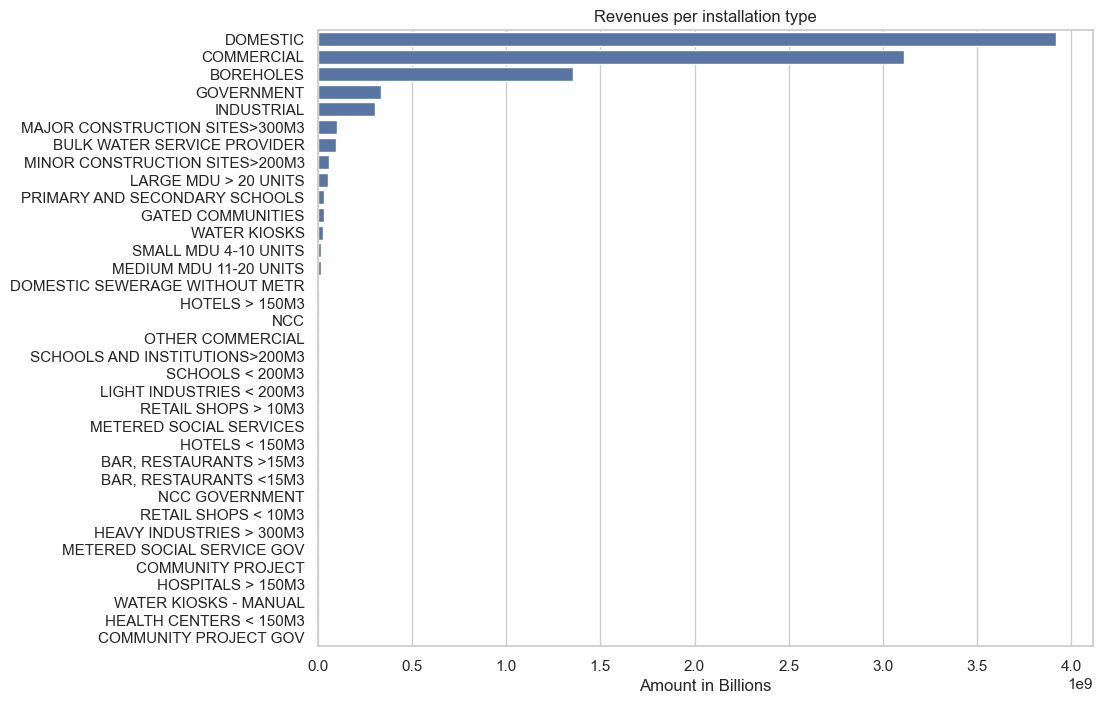 Revenues per installation type
DOMESTIC
COMMERCIAL
BOREHOLES
GOVERNMENT
INDUSTRIAL
MAJOR CONSTRUCTION SITES>300M3
BULK WATER SERVICE PROVIDER
MINOR CONSTRUCTION SITES>200M3
LARGE MDU > 20 UNITS
PRIMARY AND SECONDARY SCHOOLS
GATED COMMUNITIES
WATER KIOSKS
SMALL MDU 4-10 UNITS
MEDIUM MDU 11-20 UNITS
DOMESTIC SEWERAGE WITHOUT METR
HOTELS > 150M3
NCC
OTHER COMMERCIAL
SCHOOLS AND INSTITUTIONS>200M3
SCHOOLS < 200M3
LIGHT INDUSTRIES < 200M3
RETAIL SHOPS > 10M3
METERED SOCIAL SERVICES
HOTELS < 150M3
BAR, RESTAURANTS >15M3
BAR, RESTAURANTS <15M3
NCC GOVERNMENT
RETAIL SHOPS < 10M3
HEAVY INDUSTRIES > 300M3
METERED SOCIAL SERVICE GOV
COMMUNITY PROJECT
HOSPITALS > 150M3
WATER KIOSKS - MANUAL
HEALTH CENTERS < 150M3
COMMUNITY PROJECT GOV
0.0 0.5 1.0 1.5 2.0 2.5 3.0 3.5 4.0
1e9
Amount in Billions